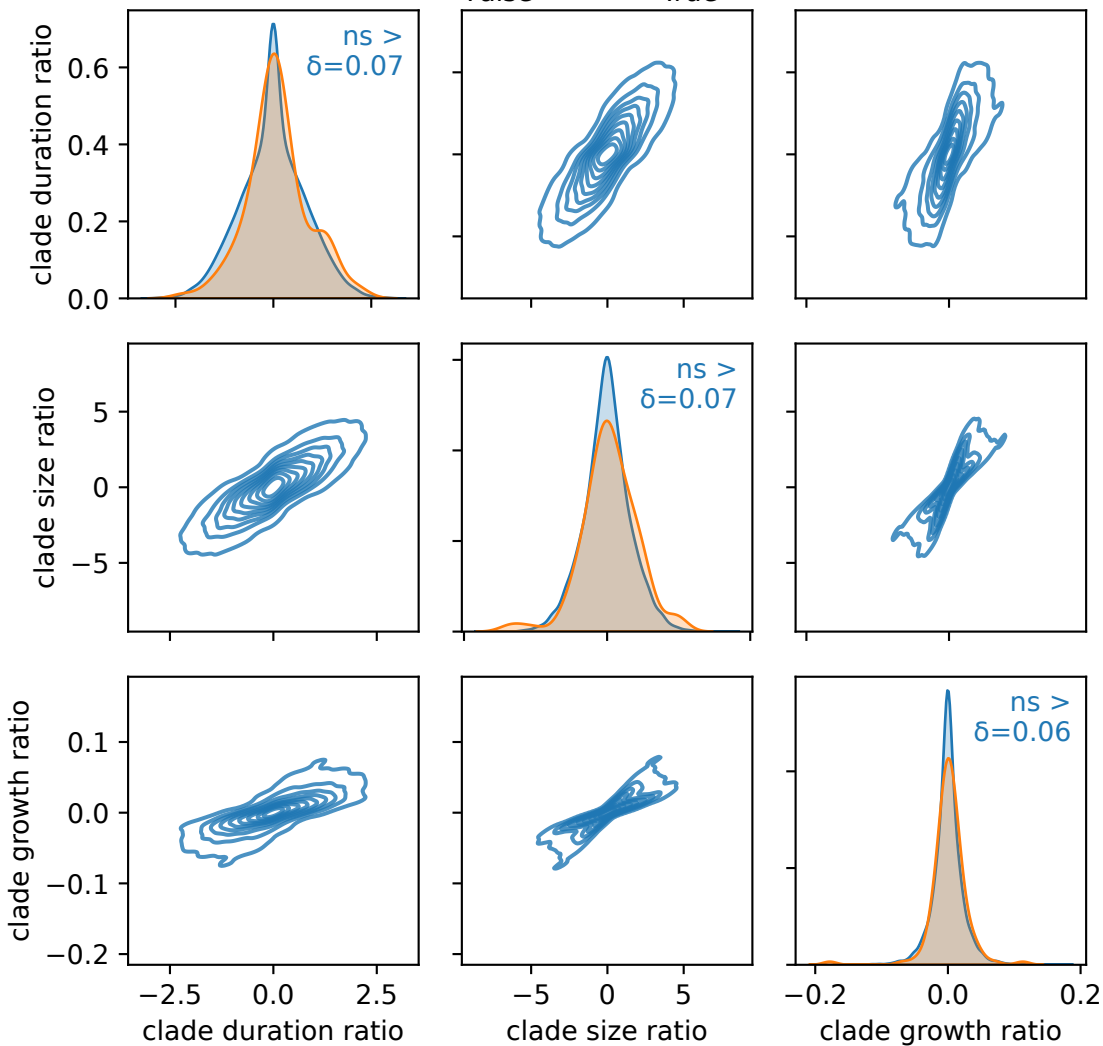 clade duration ratio
0.6
0.4
0.2
0.0
ns >
δ=0.07
clade size ratio
5
0
−5
ns >
δ=0.07
clade growth ratio
0.1
0.0
−0.1
−0.2
ns >
δ=0.06
−2.5 0.0 2.5
−5 0 5
−0.2 0.0 0.2
clade duration ratio
clade size ratio
clade growth ratio